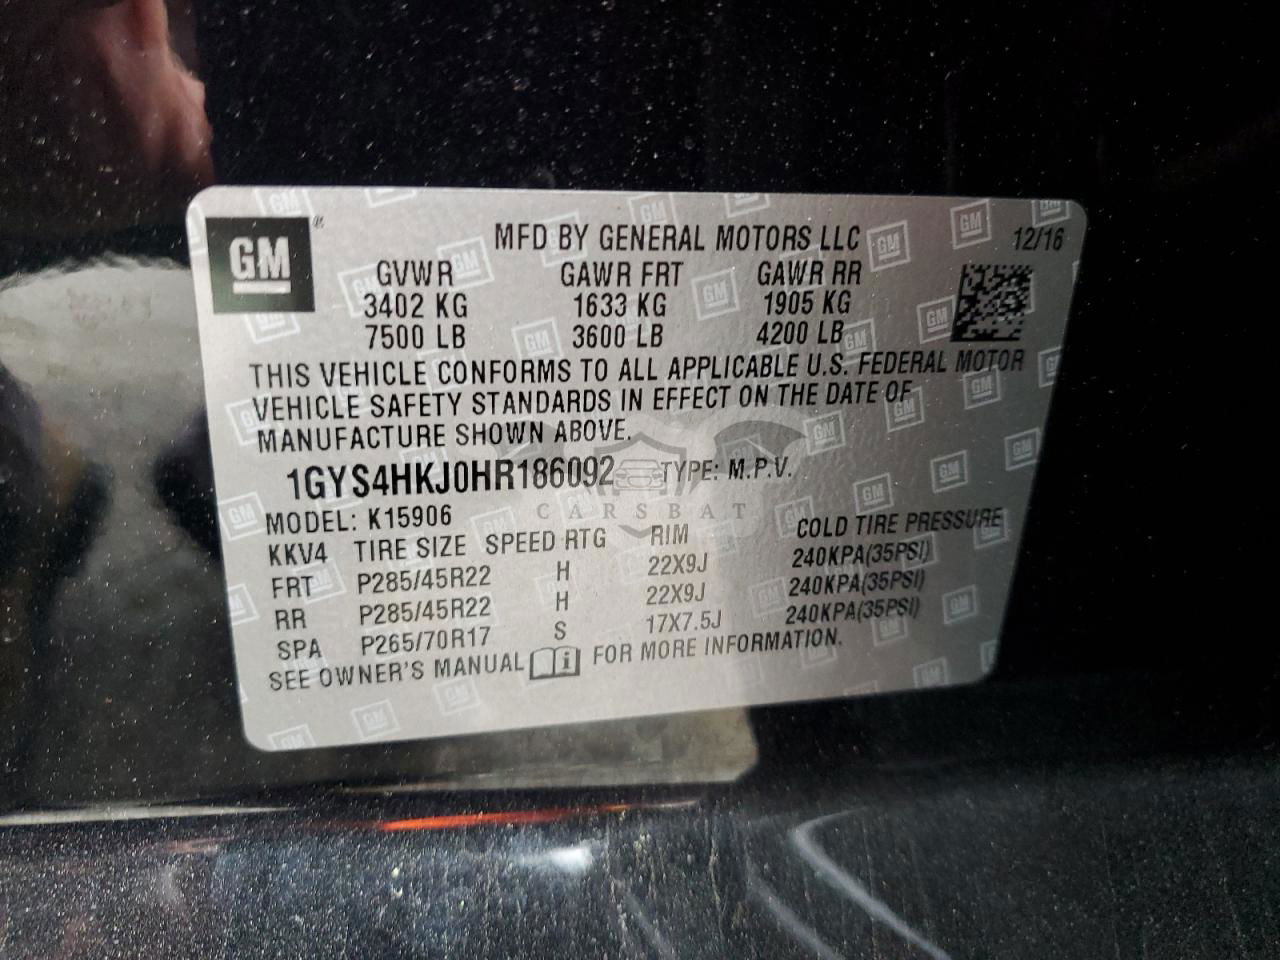 GM ®
MFD BY GENERAL MOTORS LLC 12/16
GVWR GAWR FRT GAWR RR
3402 KG 1633 KG 1905 KG
7500 LB 3600 LB 4200 LB
THIS VEHICLE CONFORMS TO ALL APPLICABLE U.S. FEDERAL MOTOR
VEHICLE SAFETY STANDARDS IN EFFECT ON THE DATE OF
MANUFACTURE SHOWN ABOVE.
1GYS4HKJ0HR186092 TYPE: M.P.V.
CARSBAT
MODEL: K15906
KKV4 TIRE SIZE SPEED RTG RIM COLD TIRE PRESSURE
FRT P285/45R22 H 22X9J 240KPA(35PSI)
RR P285/45R22 H 22X9J 240KPA(35PSI)
SPA P265/70R17 S 17X7.5J 240KPA(35PSI)
SEE OWNER'S MANUAL FOR MORE INFORMATION.